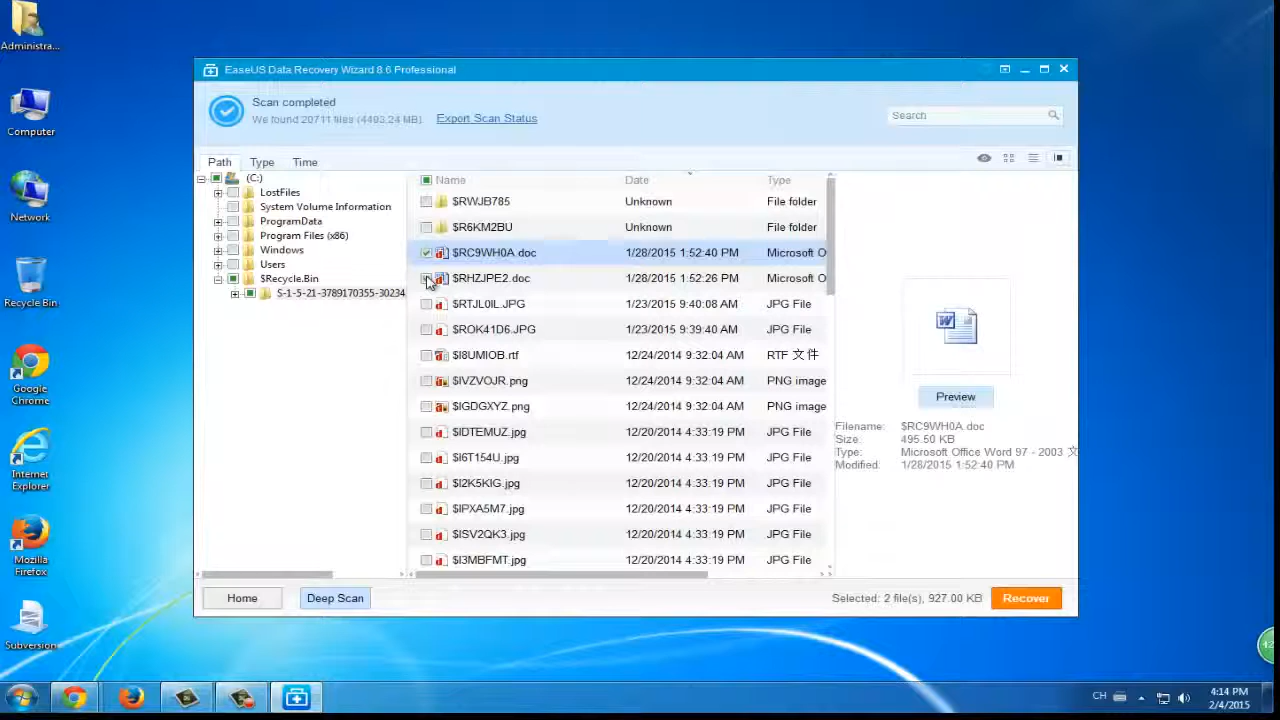 Administra...
Computer
Network
Recycle Bin
Google
Chrome
Internet
Explorer
Mozilla
Firefox
Subversion
EaseUS Data Recovery Wizard 8.6 Professional
Scan completed
We found 20711 files (4493.24 MB)
Export Scan Status
Search
Path Type Time
(C:)
LostFiles
System Volume Information
ProgramData
Program Files (x86)
Windows
Users
$Recycle.Bin
S-1-5-21-3789170355-30234
Name Date Type
$RWJB785 Unknown File folder
$R6KM2BU Unknown File folder
$RC9WH0A.doc 1/28/2015 1:52:40 PM Microsoft O
$RHZJPE2.doc 1/28/2015 1:52:26 PM Microsoft O
$RTJL0IL.JPG 1/23/2015 9:40:08 AM JPG File
$ROK41D6.JPG 1/23/2015 9:39:40 AM JPG File
$I8UMIOB.rtf 12/24/2014 9:32:04 AM RTF 文件
$IVZVOJR.png 12/24/2014 9:32:04 AM PNG image
$IGDGXYZ.png 12/24/2014 9:32:04 AM PNG image
$IDTEMUZ.jpg 12/20/2014 4:33:19 PM JPG File
$I6T154U.jpg 12/20/2014 4:33:19 PM JPG File
$I2K5KIG.jpg 12/20/2014 4:33:19 PM JPG File
$IPXA5M7.jpg 12/20/2014 4:33:19 PM JPG File
$ISV2QK3.jpg 12/20/2014 4:33:19 PM JPG File
$I3MBFMT.jpg 12/20/2014 4:33:19 PM JPG File
Preview
Filename: $RC9WH0A.doc
Size: 495.50 KB
Type: Microsoft Office Word 97 - 2003 文
Modified: 1/28/2015 1:52:40 PM
Home
Deep Scan
Selected: 2 file(s), 927.00 KB
Recover
CH
4:14 PM
2/4/2015